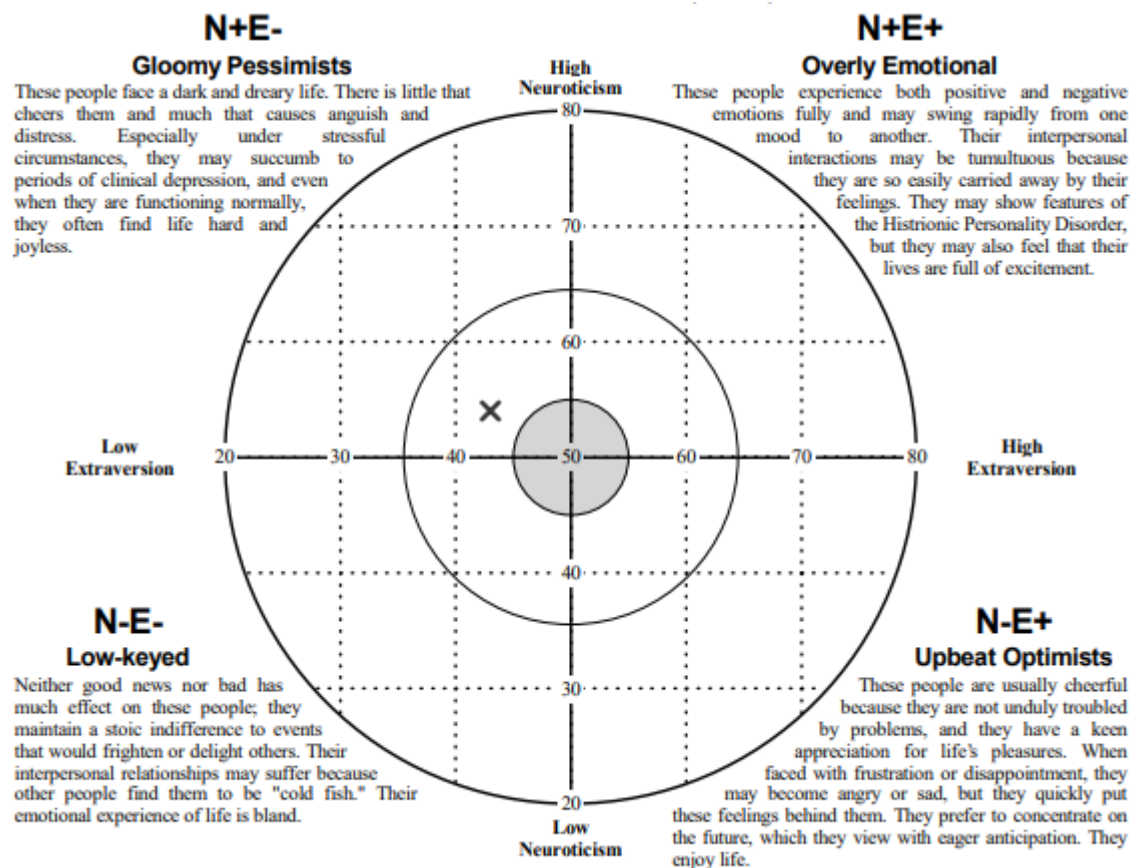 N+E-
Gloomy Pessimists
These people face a dark and dreary life. There is little that
cheers them and much that causes anguish and
distress. Especially under stressful
circumstances, they may succumb to
periods of clinical depression, and even
when they are functioning normally,
they often find life hard and
joyless.
N+E+
Overly Emotional
These people experience both positive and negative
emotions fully and may swing rapidly from one
mood to another. Their interpersonal
interactions may be tumultuous because
they are so easily carried away by their
feelings. They may show features of
the Histrionic Personality Disorder,
but they may also feel that their
lives are full of excitement.
High
Neuroticism
80
70
60
Low
Extraversion
20 30 40 50 60 70 80
High
Extraversion
40
30
20
Low
Neuroticism
N-E-
Low-keyed
Neither good news nor bad has
much effect on these people; they
maintain a stoic indifference to events
that would frighten or delight others. Their
interpersonal relationships may suffer because
other people find them to be "cold fish." Their
emotional experience of life is bland.
N-E+
Upbeat Optimists
These people are usually cheerful
because they are not unduly troubled
by problems, and they have a keen
appreciation for life's pleasures. When
faced with frustration or disappointment, they
may become angry or sad, but they quickly put
these feelings behind them. They prefer to concentrate on
the future, which they view with eager anticipation. They
enjoy life.